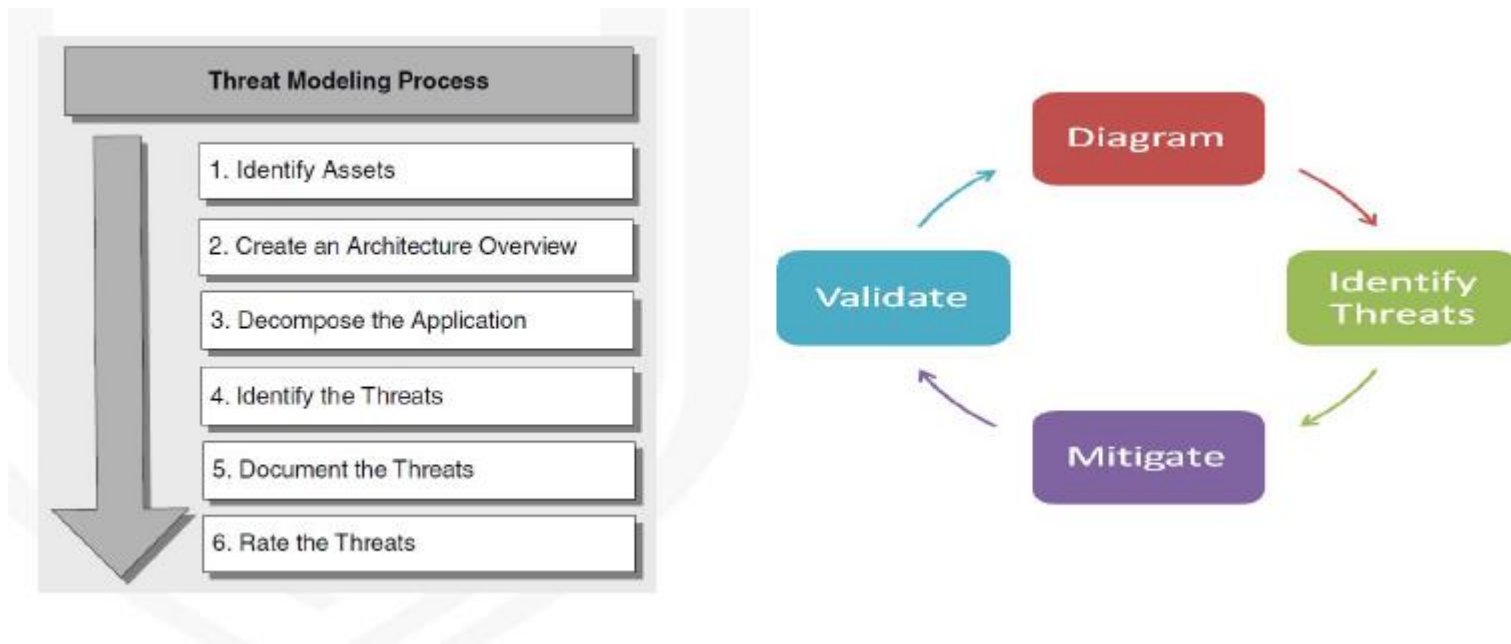 Threat Modeling Process
1. Identify Assets
2. Create an Architecture Overview
3. Decompose the Application
4. Identify the Threats
5. Document the Threats
6. Rate the Threats
Diagram
Identify
Threats
Mitigate
Validate